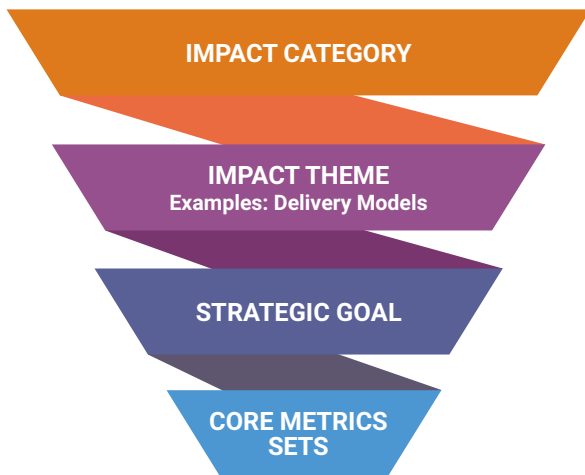 IMPACT CATEGORY
IMPACT THEME
Examples: Delivery Models
STRATEGIC GOAL
CORE METRICS
SETS